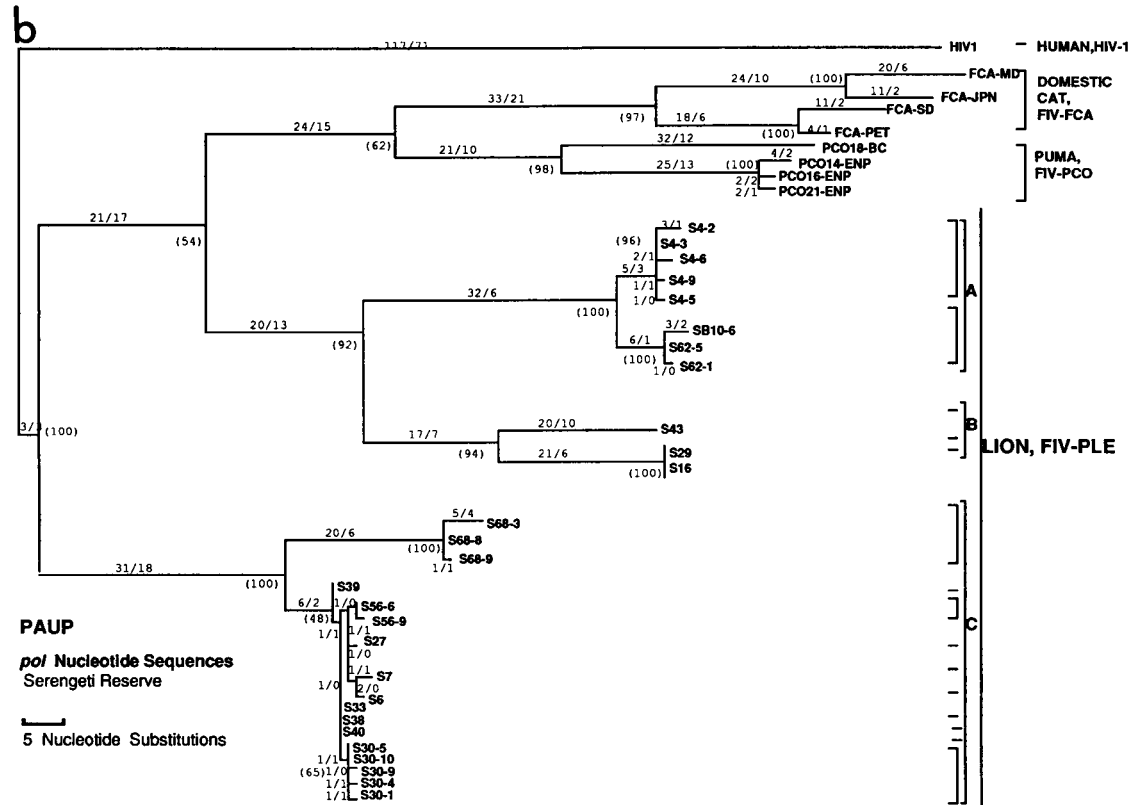 b
117/71
HIV1
HUMAN,HIV-1
20/6
FCA-MD
24/10
(100)
DOMESTIC
CAT,
FIV-FCA
11/2
FCA-JPN
33/21
11/2
FCA-SD
(97)
18/6
(100)
4/1
FCA-PET
24/15
(62)
32/12
PCO18-BC
21/10
4/2
PCO14-ENP
PUMA,
FIV-PCO
(98)
25/13
(100)
PCO16-ENP
2/2
2/1
PCO21-ENP
21/17
(54)
3/1
S4-2
(96)
S4-3
2/1
S4-6
5/3
S4-9
1/1
1/0
S4-5
A
32/6
(100)
3/2
SB10-6
6/1
S62-5
(100)
S62-1
1/0
20/13
(92)
20/10
S43
B
17/7
(94)
21/6
S29
S16
(100)
LION, FIV-PLE
(100)
5/4
S68-3
20/6
S68-8
(100)
S68-9
1/1
31/18
(100)
S39
6/2
1/0
S56-6
(48)
S56-9
1/1
1/1
S27
1/0
C
1/1
S7
1/0
2/0
S6
S33
S38
S40
S30-5
1/1
S30-10
(65)
1/0
S30-9
1/1
S30-4
1/1
S30-1
PAUP
pol Nucleotide Sequences
Serengeti Reserve
5 Nucleotide Substitutions